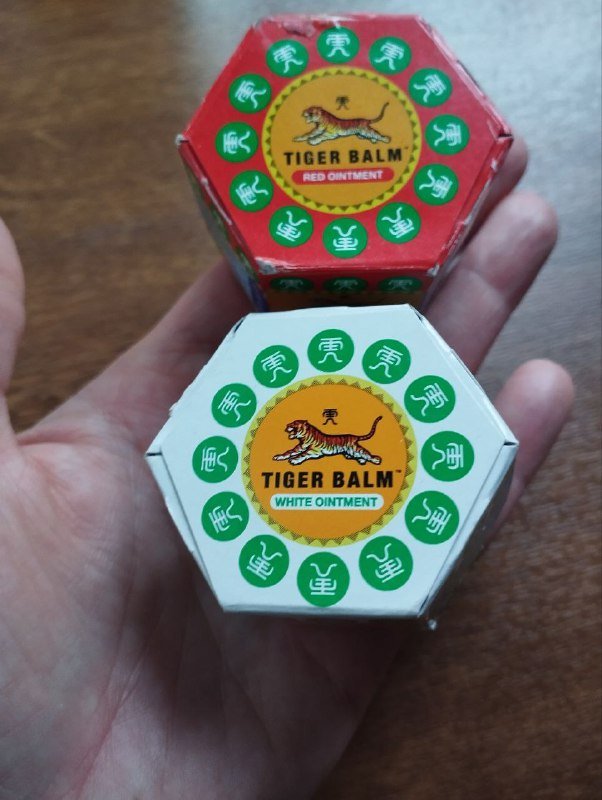 TIGER BALM™
RED OINTMENT
TIGER BALM™
WHITE OINTMENT